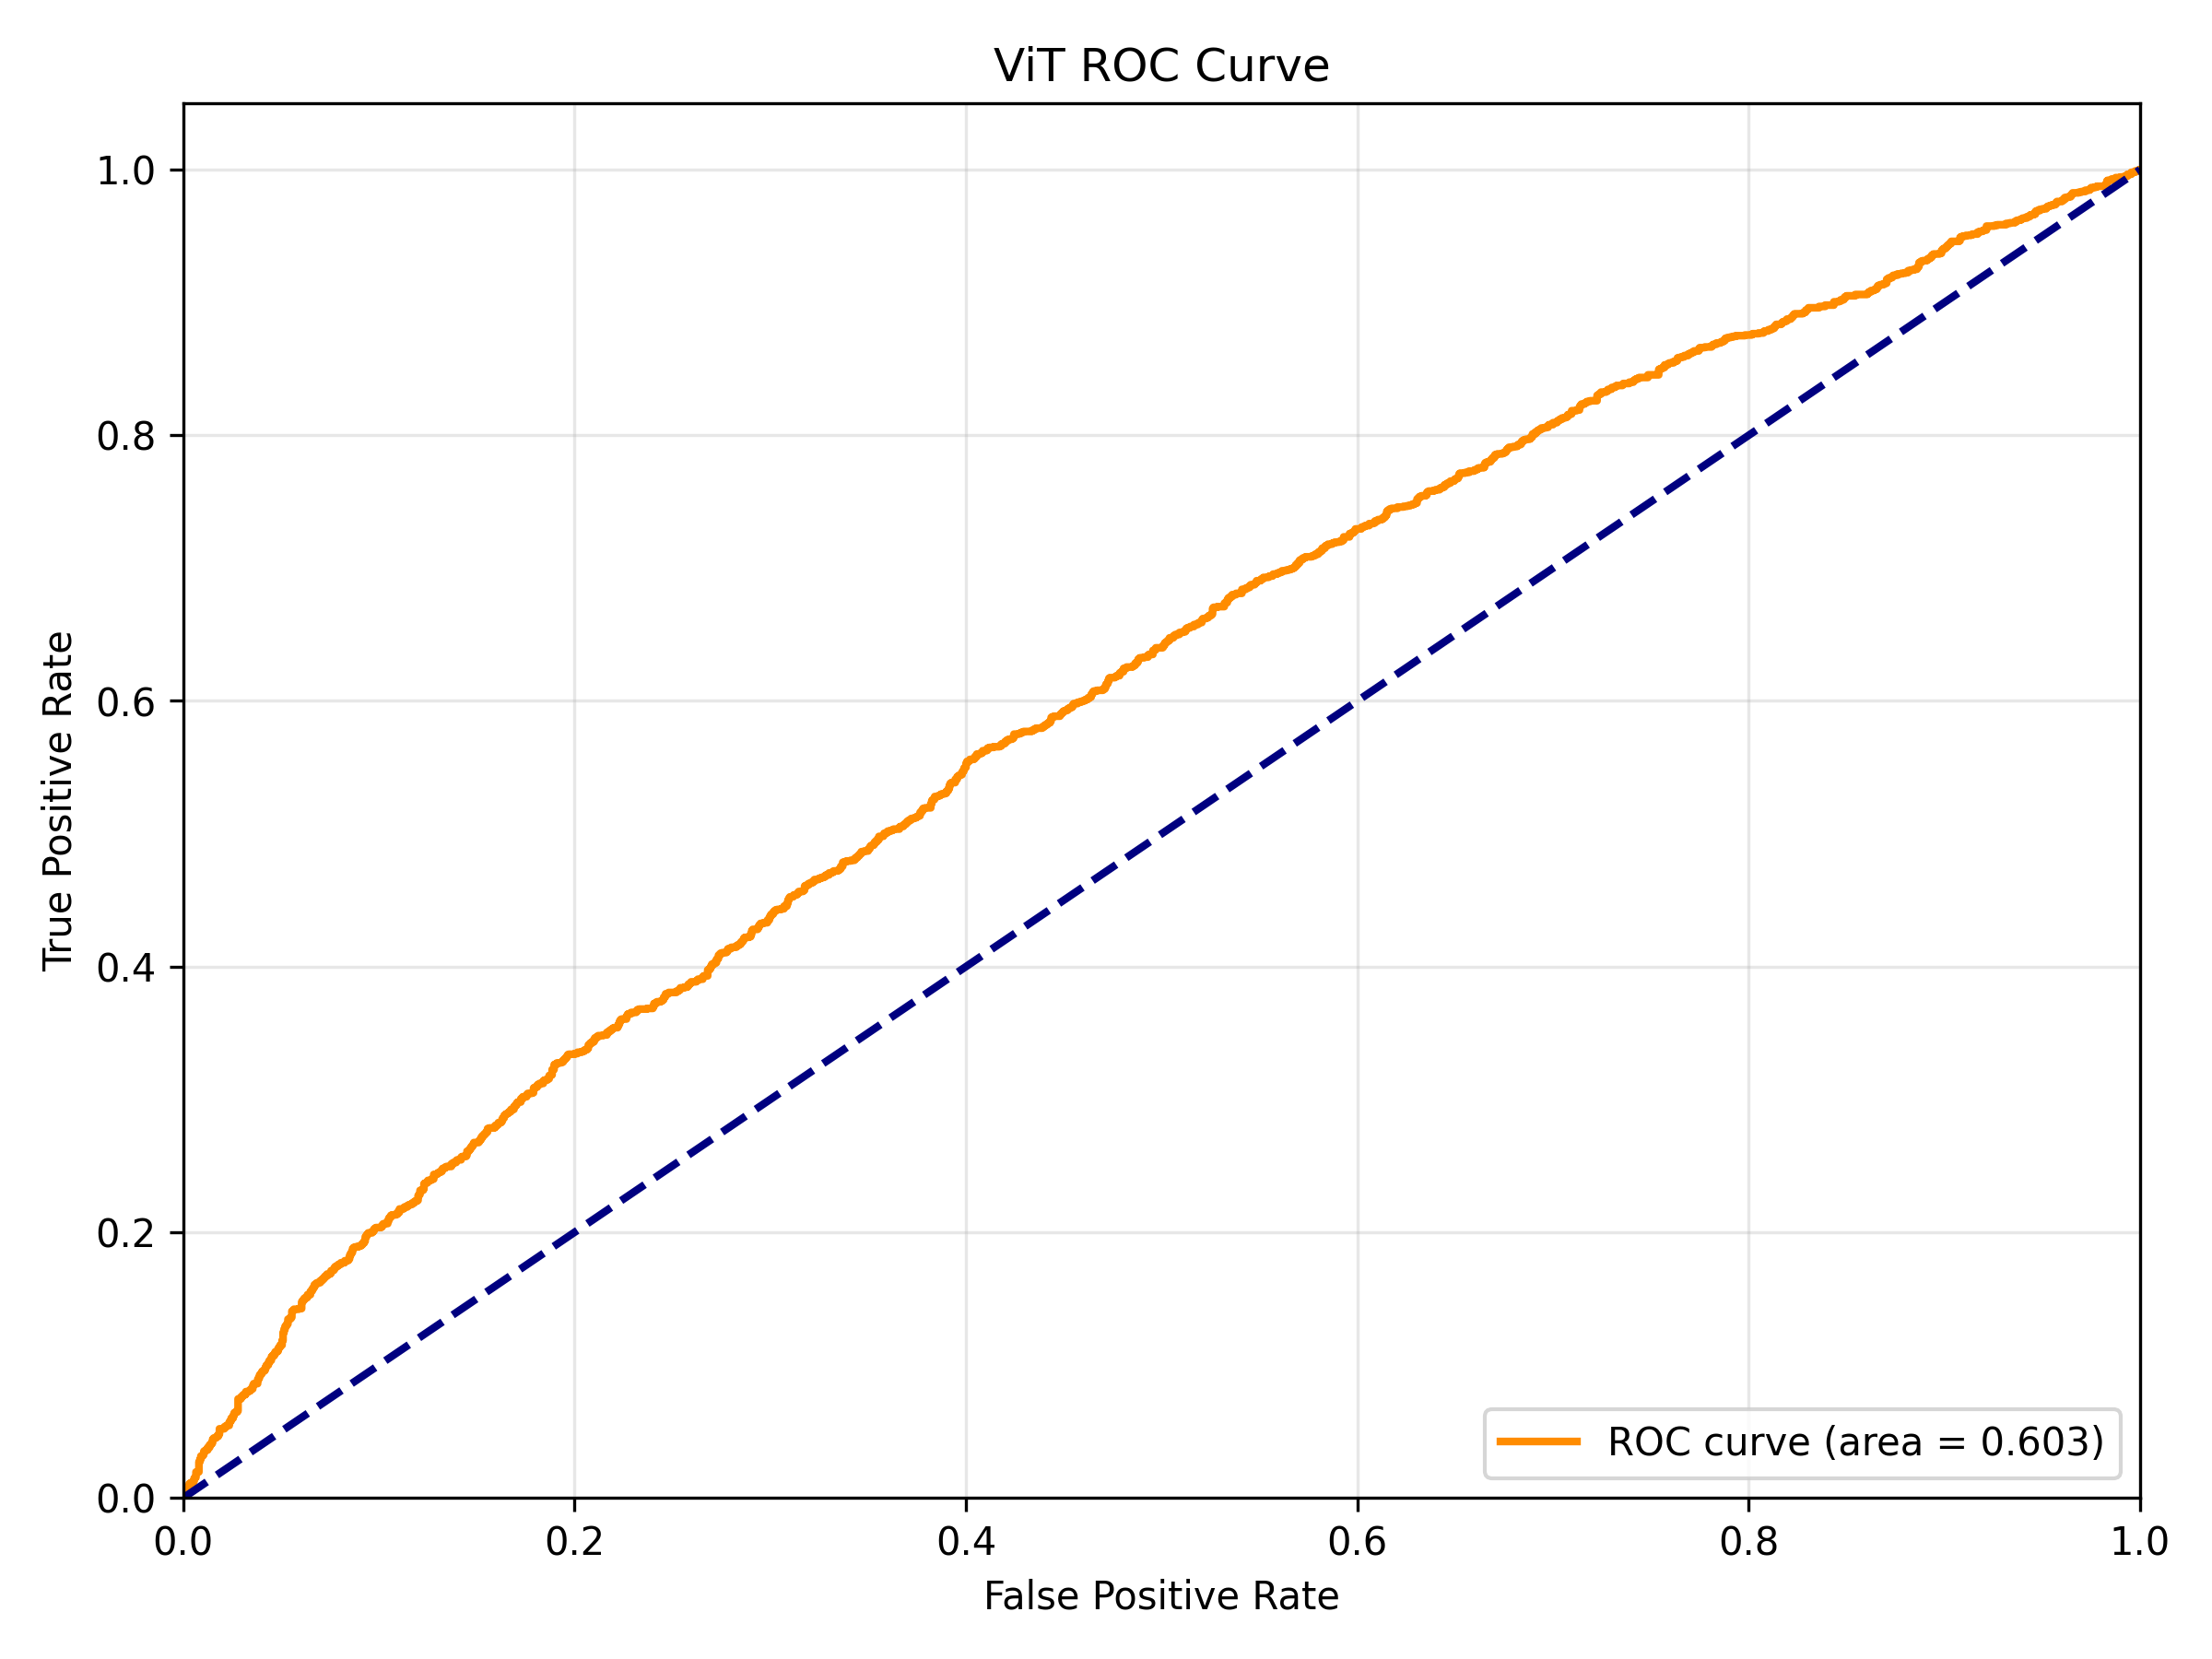 ViT ROC Curve
1.0
0.8
0.6
0.4
0.2
0.0
True Positive Rate
0.0 0.2 0.4 0.6 0.8 1.0
False Positive Rate
ROC curve (area = 0.603)